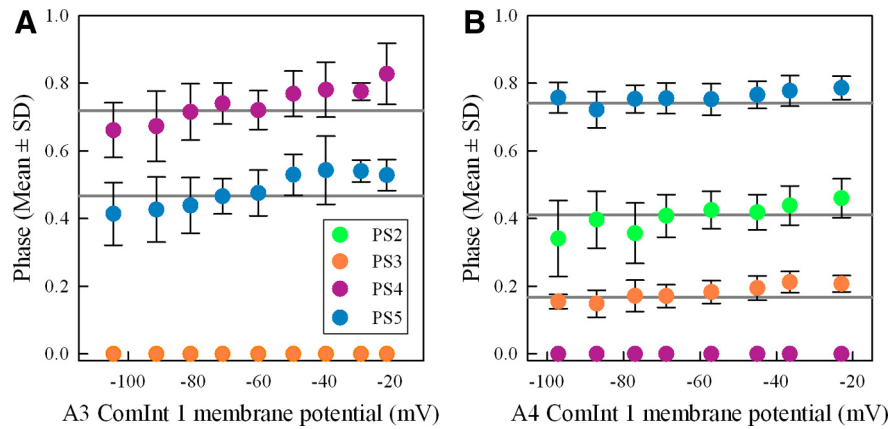 A
B
Phase (Mean ± SD)
1.0
0.8
0.6
0.4
0.2
0.0
PS2
PS3
PS4
PS5
-100 -80 -60 -40 -20
A3 ComInt 1 membrane potential (mV)
Phase (Mean ± SD)
1.0
0.8
0.6
0.4
0.2
0.0
-100 -80 -60 -40 -20
A4 ComInt 1 membrane potential (mV)